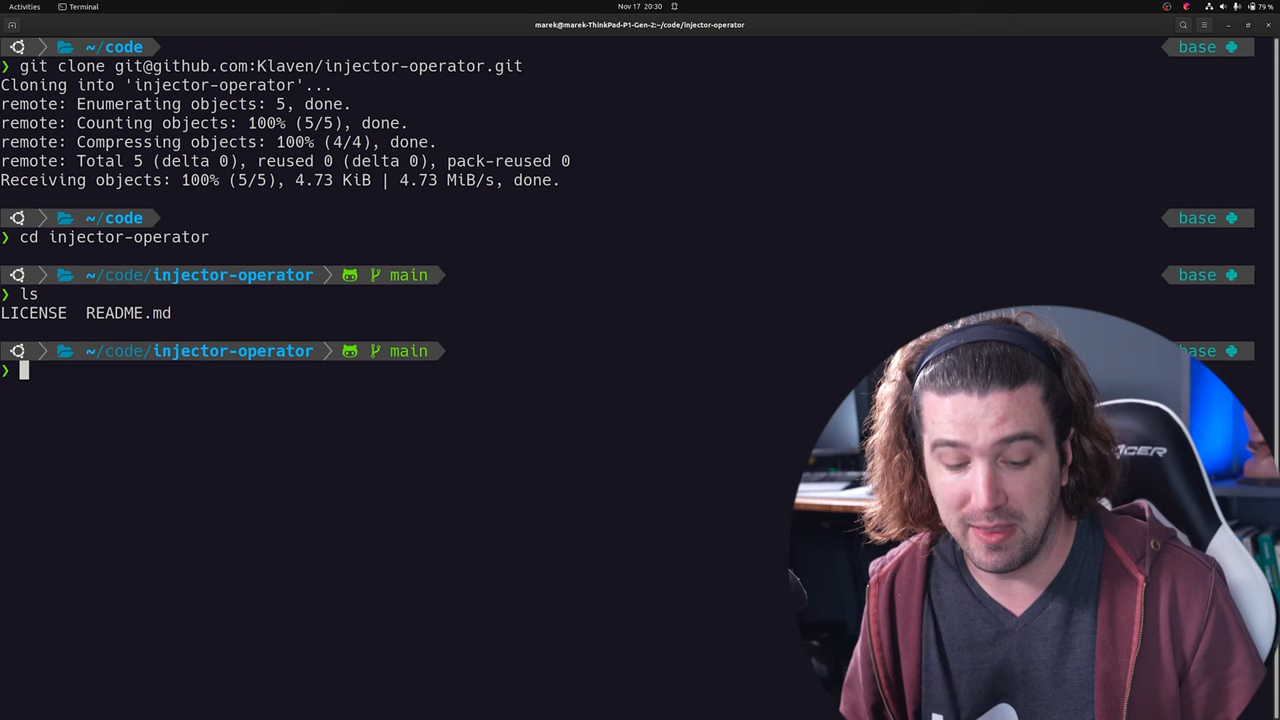 Activities Terminal Nov 17 20:30 79 %
marek@marek-ThinkPad-P1-Gen-2:~/code/injector-operator
~/code base
❯ git clone git@github.com:Klaven/injector-operator.git
Cloning into 'injector-operator'...
remote: Enumerating objects: 5, done.
remote: Counting objects: 100% (5/5), done.
remote: Compressing objects: 100% (4/4), done.
remote: Total 5 (delta 0), reused 0 (delta 0), pack-reused 0
Receiving objects: 100% (5/5), 4.73 KiB | 4.73 MiB/s, done.
~/code base
❯ cd injector-operator
~/code/injector-operator main base
❯ ls
LICENSE  README.md
~/code/injector-operator main base
❯